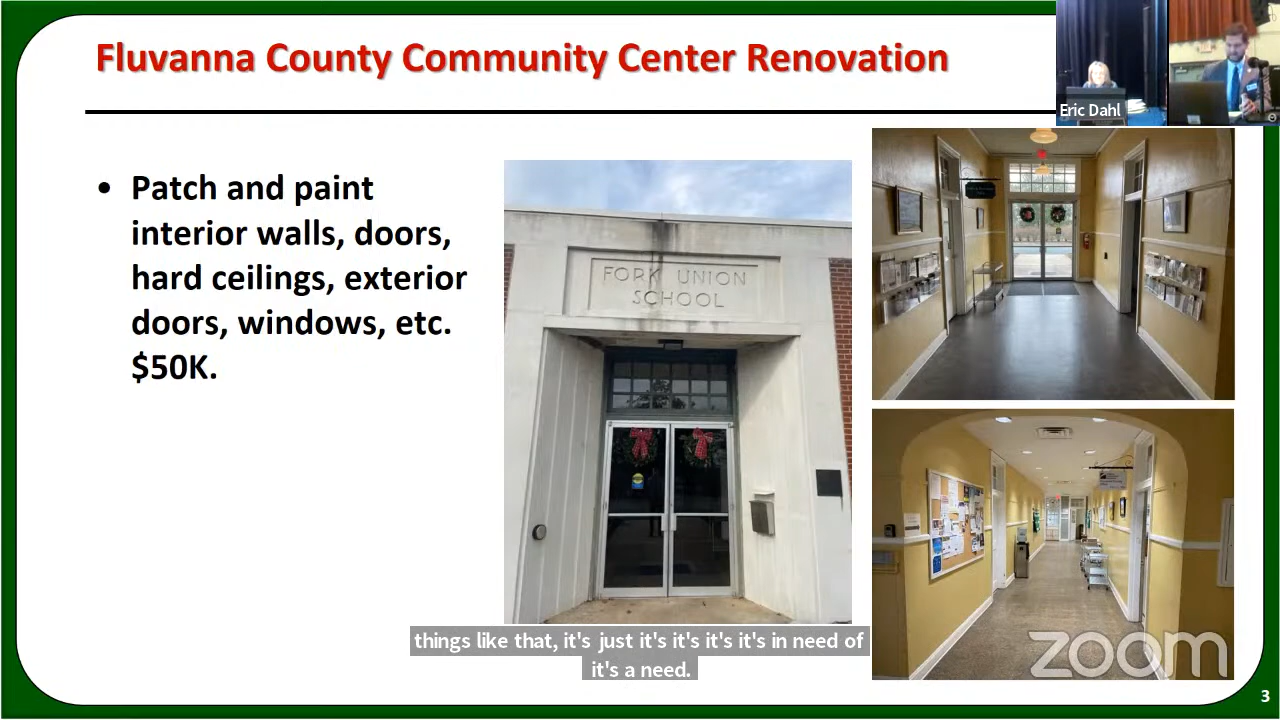 Fluvanna County Community Center Renovation
Eric Dahl
• Patch and paint
interior walls, doors,
hard ceilings, exterior
doors, windows, etc.
$50K.
FORK UNION
SCHOOL
things like that, it's just it's it's it's it's in need of
it's a need.
zoom
3